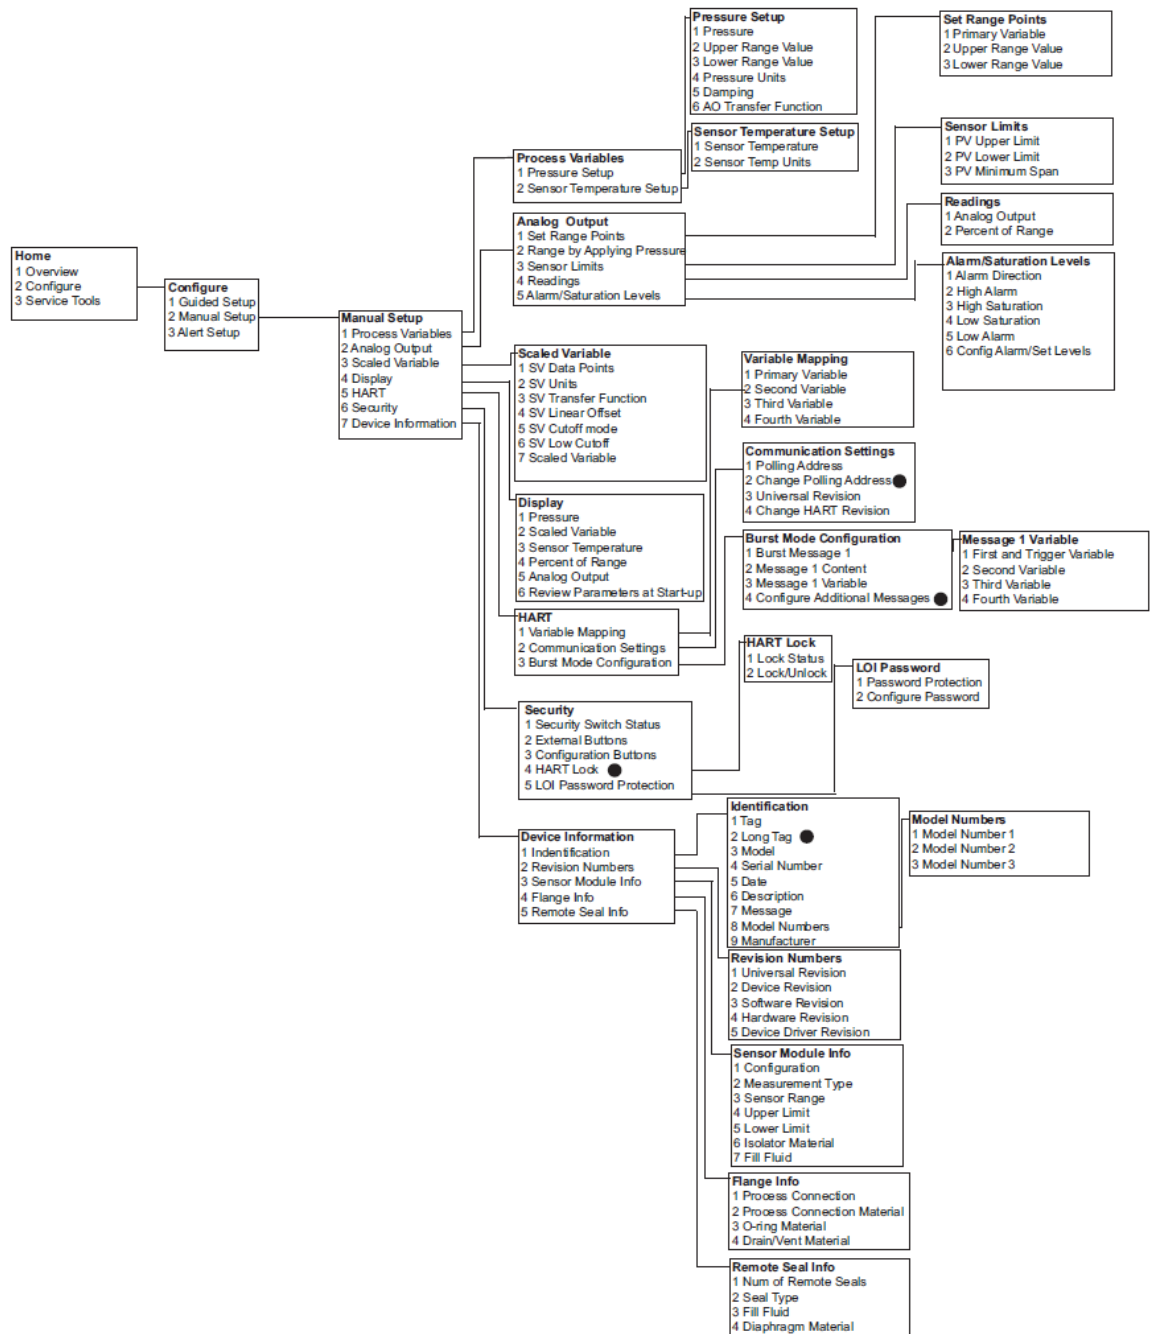 Pressure Setup
1 Pressure
2 Upper Range Value
3 Lower Range Value
4 Pressure Units
5 Damping
6 AO Transfer Function
Set Range Points
1 Primary Variable
2 Upper Range Value
3 Lower Range Value
Sensor Temperature Setup
1 Sensor Temperature
2 Sensor Temp Units
Sensor Limits
1 PV Upper Limit
2 PV Lower Limit
3 PV Minimum Span
Process Variables
1 Pressure Setup
2 Sensor Temperature Setup
Readings
1 Analog Output
2 Percent of Range
Analog Output
1 Set Range Points
2 Range by Applying Pressure
3 Sensor Limits
4 Readings
5 Alarm/Saturation Levels
Alarm/Saturation Levels
1 Alarm Direction
2 High Alarm
3 High Saturation
4 Low Saturation
5 Low Alarm
6 Config Alarm/Set Levels
Home
1 Overview
2 Configure
3 Service Tools
Configure
1 Guided Setup
2 Manual Setup
3 Alert Setup
Manual Setup
1 Process Variables
2 Analog Output
3 Scaled Variable
4 Display
5 HART
6 Security
7 Device Information
Scaled Variable
1 SV Data Points
2 SV Units
3 SV Transfer Function
4 SV Linear Offset
5 SV Cutoff mode
6 SV Low Cutoff
7 Scaled Variable
Variable Mapping
1 Primary Variable
2 Second Variable
3 Third Variable
4 Fourth Variable
Communication Settings
1 Polling Address
2 Change Polling Address
3 Universal Revision
4 Change HART Revision
Display
1 Pressure
2 Scaled Variable
3 Sensor Temperature
4 Percent of Range
5 Analog Output
6 Review Parameters at Start-up
Burst Mode Configuration
1 Burst Message 1
2 Message 1 Content
3 Message 1 Variable
4 Configure Additional Messages
Message 1 Variable
1 First and Trigger Variable
2 Second Variable
3 Third Variable
4 Fourth Variable
HART
1 Variable Mapping
2 Communication Settings
3 Burst Mode Configuration
HART Lock
1 Lock Status
2 Lock/Unlock
LOI Password
1 Password Protection
2 Configure Password
Security
1 Security Switch Status
2 External Buttons
3 Configuration Buttons
4 HART Lock
5 LOI Password Protection
Device Information
1 Indentification
2 Revision Numbers
3 Sensor Module Info
4 Flange Info
5 Remote Seal Info
Identification
1 Tag
2 Long Tag
3 Model
4 Serial Number
5 Date
6 Description
7 Message
8 Model Numbers
9 Manufacturer
Model Numbers
1 Model Number 1
2 Model Number 2
3 Model Number 3
Revision Numbers
1 Universal Revision
2 Device Revision
3 Software Revision
4 Hardware Revision
5 Device Driver Revision
Sensor Module Info
1 Configuration
2 Measurement Type
3 Sensor Range
4 Upper Limit
5 Lower Limit
6 Isolator Material
7 Fill Fluid
Flange Info
1 Process Connection
2 Process Connection Material
3 O-ring Material
4 Drain/Vent Material
Remote Seal Info
1 Num of Remote Seals
2 Seal Type
3 Fill Fluid
4 Diaphragm Material